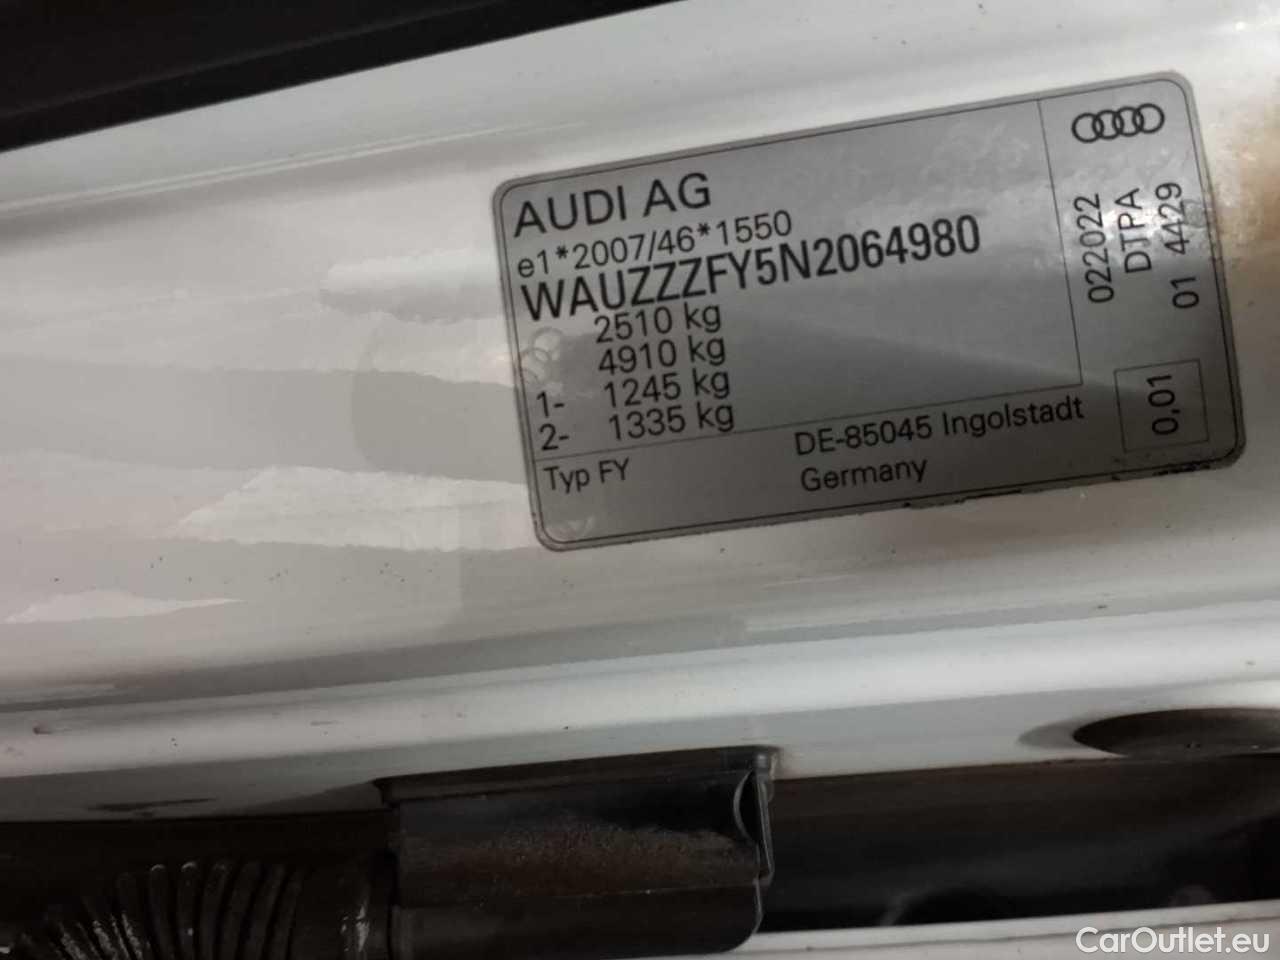 AUDI AG
e1*2007/46*1550
WAUZZZFY5N2064980
2510 kg
4910 kg
1- 1245 kg
2- 1335 kg
Typ FY
DE-85045 Ingolstadt
Germany
022022
DTPA
01 4429
0,01
CarOutlet.eu